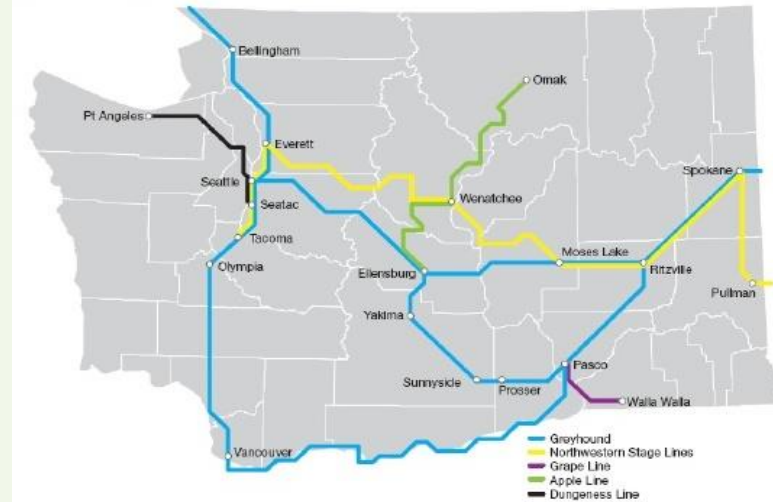 Bellingham
Omak
Pt Angeles
Everett
Spokane
Seattle
Wenatchee
Seatac
Tacoma
Moses Lake
Olympia
Ellensburg
Ritzville
Pullman
Yakima
Pasco
Sunnyside
Prosser
Walla Walla
Vancouver
Greyhound
Northwestern Stage Lines
Grape Line
Apple Line
Dungeness Line